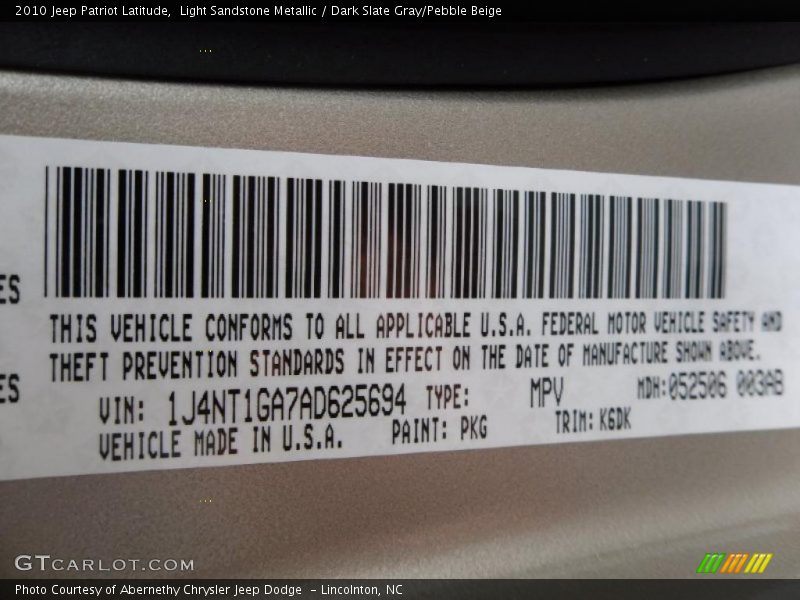 2010 Jeep Patriot Latitude, Light Sandstone Metallic / Dark Slate Gray/Pebble Beige
ES
THIS VEHICLE CONFORMS TO ALL APPLICABLE U.S.A. FEDERAL MOTOR VEHICLE SAFETY AND
THEFT PREVENTION STANDARDS IN EFFECT ON THE DATE OF MANUFACTURE SHOWN ABOVE.
ES
VIN: 1J4NT1GA7AD625694 TYPE: MPV MDH:052506 003AB
VEHICLE MADE IN U.S.A. PAINT: PKG TRIM: K6DK
GTCARLOT.COM
Photo Courtesy of Abernethy Chrysler Jeep Dodge - Lincolnton, NC